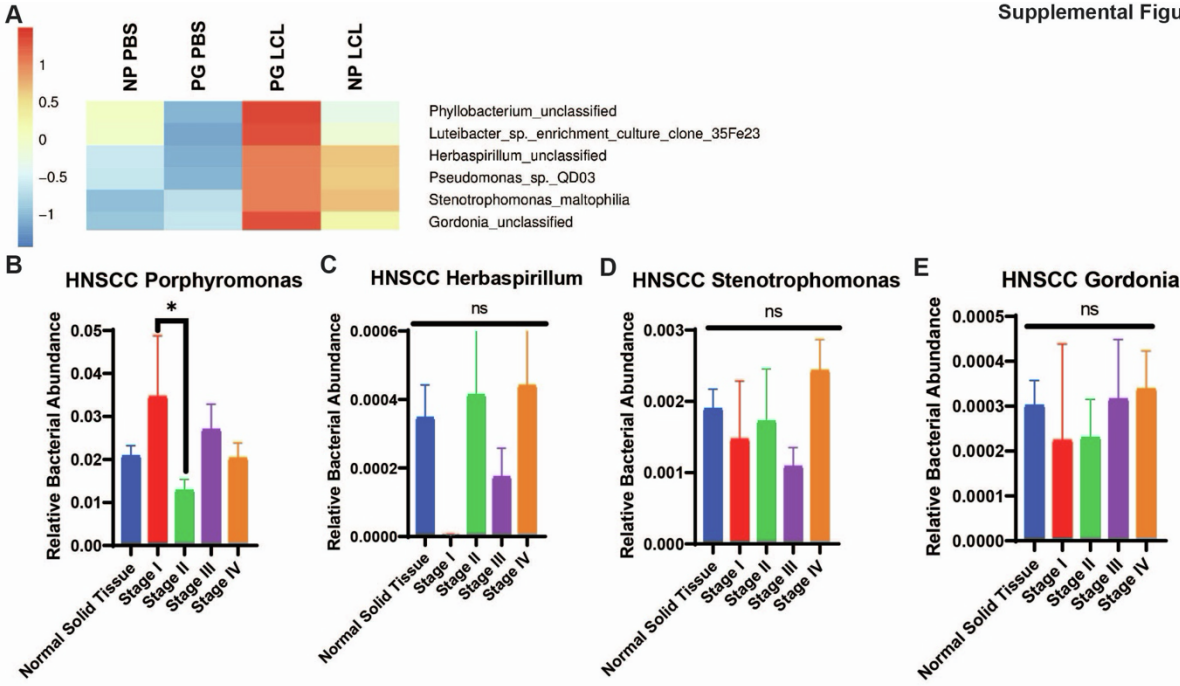 A
Supplemental Figu
NP PBS
PG PBS
PG LCL
NP LCL
1
0.5
0
−0.5
−1
Phyllobacterium_unclassified
Luteibacter_sp._enrichment_culture_clone_35Fe23
Herbaspirillum_unclassified
Pseudomonas_sp._QD03
Stenotrophomonas_maltophilia
Gordonia_unclassified
B
HNSCC Porphyromonas
*
Relative Bacterial Abundance
0.05
0.04
0.03
0.02
0.01
0.00
Normal Solid Tissue
Stage I
Stage II
Stage III
Stage IV
C
HNSCC Herbaspirillum
ns
Relative Bacterial Abundance
0.0006
0.0004
0.0002
0.0000
Normal Solid Tissue
Stage I
Stage II
Stage III
Stage IV
D
HNSCC Stenotrophomonas
ns
Relative Bacterial Abundance
0.003
0.002
0.001
0.000
Normal Solid Tissue
Stage I
Stage II
Stage III
Stage IV
E
HNSCC Gordonia
ns
Relative Bacterial Abundance
0.0005
0.0004
0.0003
0.0002
0.0001
0.0000
Normal Solid Tissue
Stage I
Stage II
Stage III
Stage IV